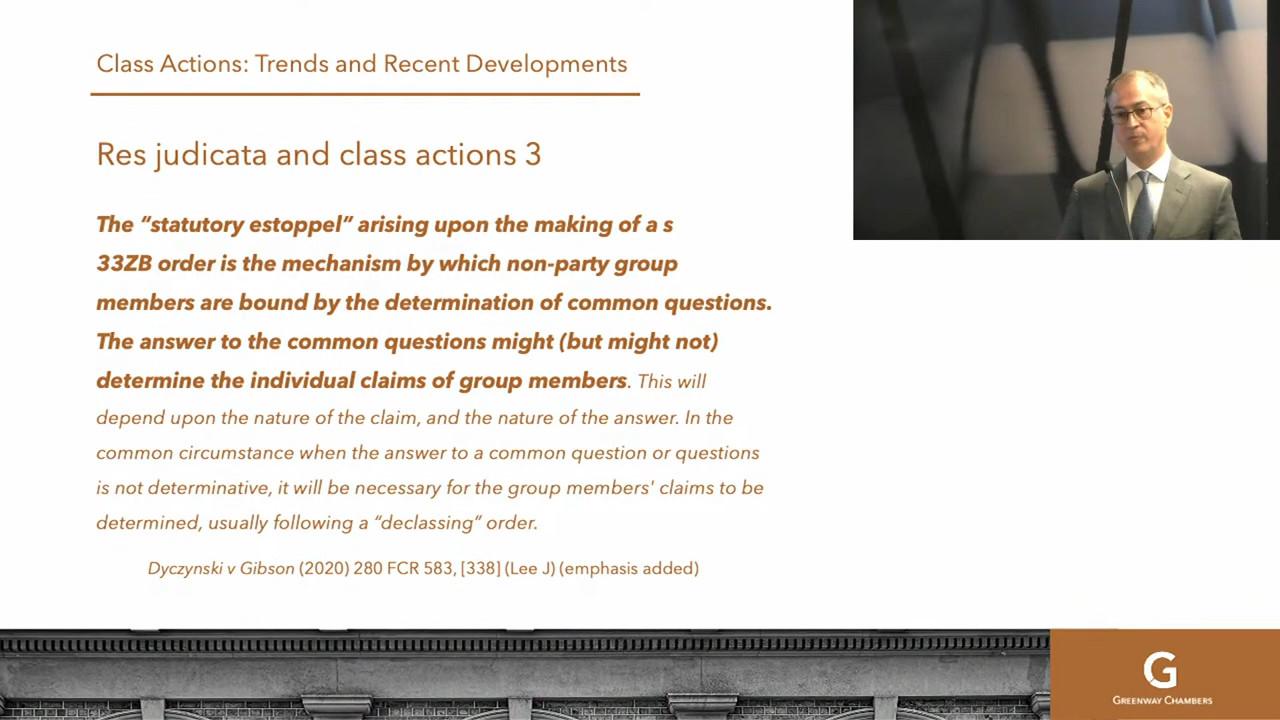 Class Actions: Trends and Recent Developments
Res judicata and class actions 3
The “statutory estoppel” arising upon the making of a s
33ZB order is the mechanism by which non-party group
members are bound by the determination of common questions.
The answer to the common questions might (but might not)
determine the individual claims of group members. This will
depend upon the nature of the claim, and the nature of the answer. In the
common circumstance when the answer to a common question or questions
is not determinative, it will be necessary for the group members' claims to be
determined, usually following a “declassing” order.
Dyczynski v Gibson (2020) 280 FCR 583, [338] (Lee J) (emphasis added)
G
GREENWAY CHAMBERS